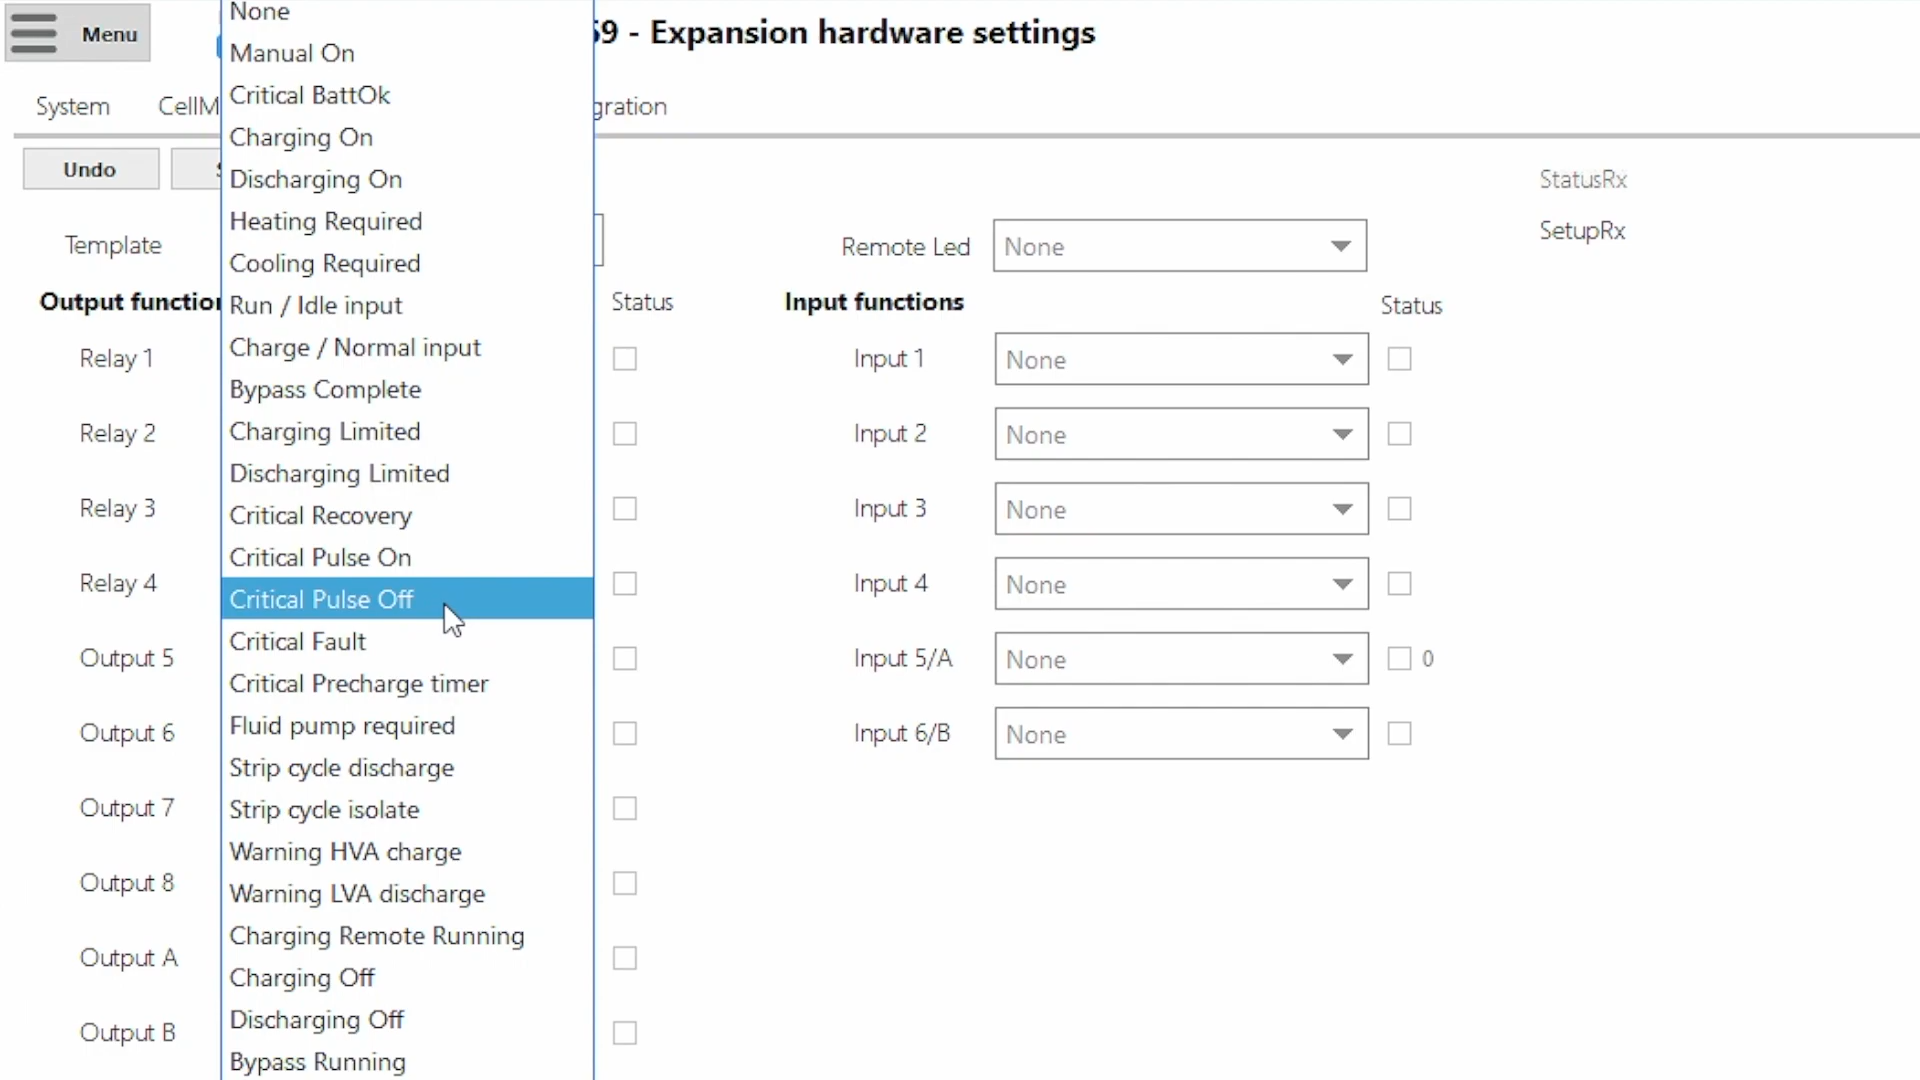 Menu
59 - Expansion hardware settings
System
CellM
gration
Undo
StatusRx
SetupRx
Template
Remote Led
None
Output function
Status
Input functions
Status
Relay 1
Relay 2
Relay 3
Relay 4
Output 5
Output 6
Output 7
Output 8
Output A
Output B
None
Manual On
Critical BattOk
Charging On
Discharging On
Heating Required
Cooling Required
Run / Idle input
Charge / Normal input
Bypass Complete
Charging Limited
Discharging Limited
Critical Recovery
Critical Pulse On
Critical Pulse Off
Critical Fault
Critical Precharge timer
Fluid pump required
Strip cycle discharge
Strip cycle isolate
Warning HVA charge
Warning LVA discharge
Charging Remote Running
Charging Off
Discharging Off
Bypass Running
Input 1 None
Input 2 None
Input 3 None
Input 4 None
Input 5/A None 0
Input 6/B None